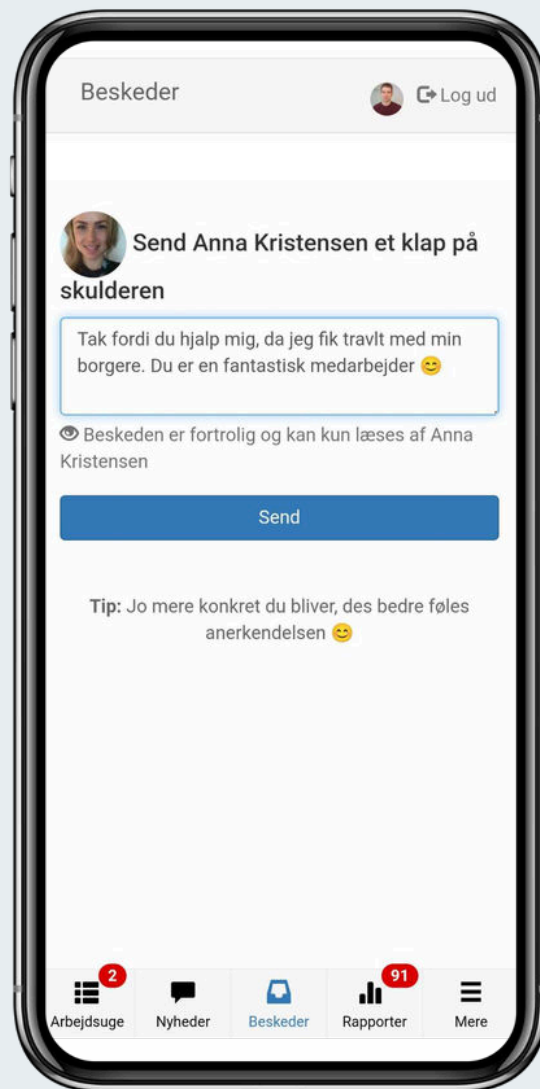 Beskeder
Log ud
Send Anna Kristensen et klap på
skulderen
Tak fordi du hjalp mig, da jeg fik travlt med min
borgere. Du er en fantastisk medarbejder 😊
Beskeden er fortrolig og kan kun læses af Anna
Kristensen
Send
Tip: Jo mere konkret du bliver, des bedre føles
anerkendelsen 😊
2
91
Arbejdsuge Nyheder Beskeder Rapporter Mere